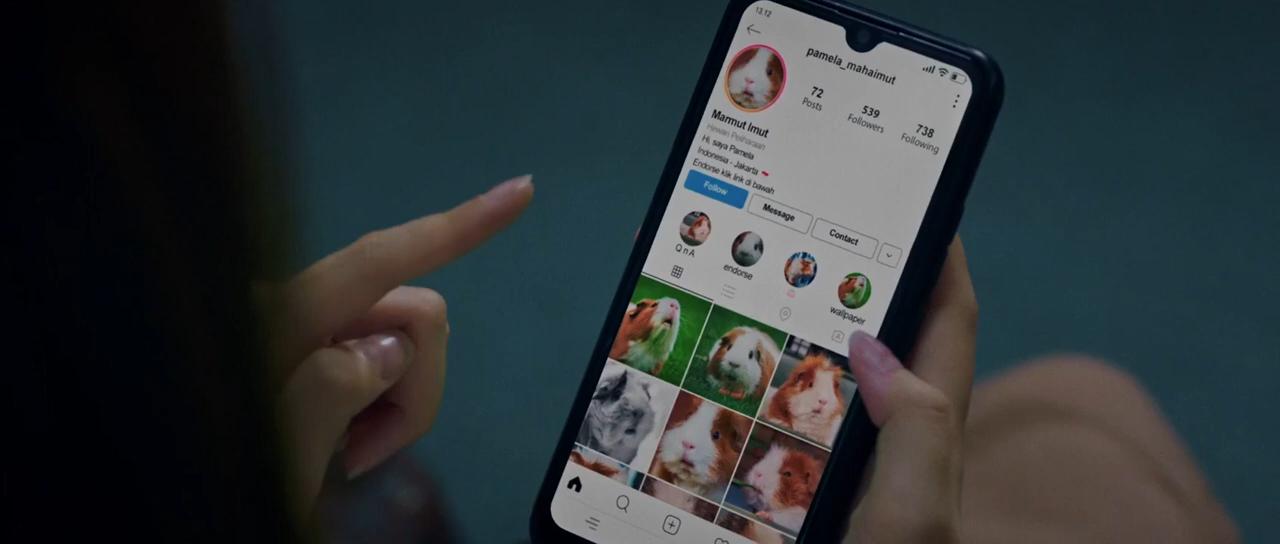 13.12
pamela_mahaimut
72
Posts
539
Followers
738
Following
Marmut Imut
Hewan Peliharaan
Hi, saya Pamela
Indonesia - Jakarta
Endorse klik link di bawah
Follow
Message
Contact
Q n A
endorse
wallpaper